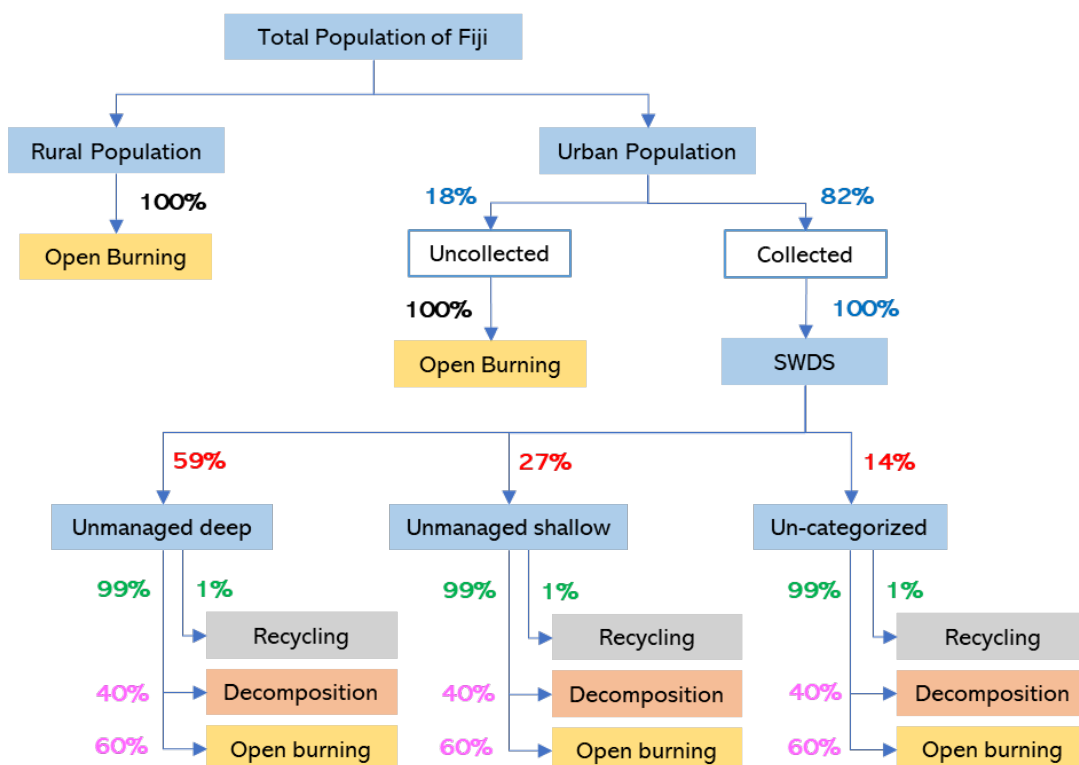 Total Population of Fiji
Rural Population
Urban Population
100%
18%
82%
Open Burning
Uncollected
Collected
100%
100%
Open Burning
SWDS
59%
27%
14%
Unmanaged deep
Unmanaged shallow
Un-categorized
99%
1%
99%
1%
99%
1%
Recycling
Recycling
Recycling
40%
Decomposition
40%
Decomposition
40%
Decomposition
60%
Open burning
60%
Open burning
60%
Open burning